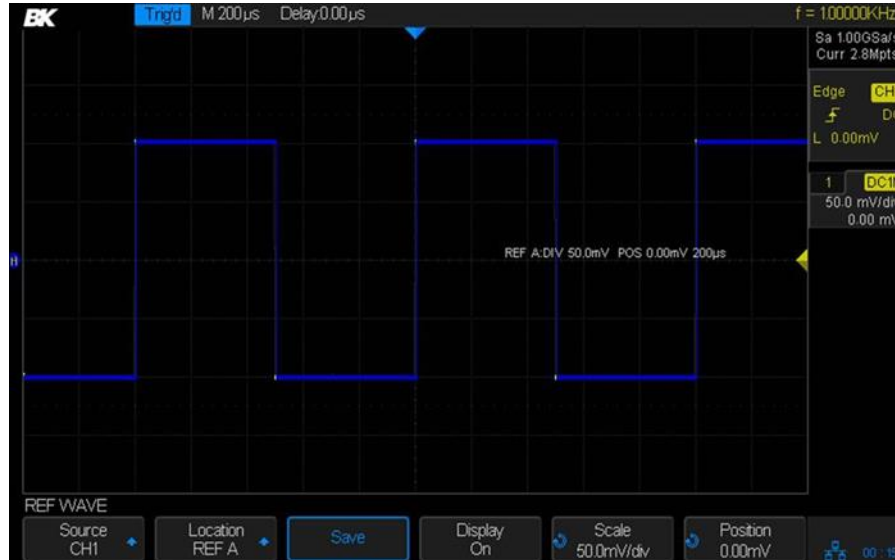 BK Trig'd M 200µs Delay:0.00µs f = 1.00000KHz
Sa 1.00GSa/s
Curr 2.8Mpts
Edge CH
L 0.00mV
1 DC1
50.0 mV/div
0.00 mV
REF A:DIV 50.0mV POS 0.00mV 200µs
REF WAVE
Source Location Save Display Scale Position
CH1 REF A On 50.0mV/div 0.00mV